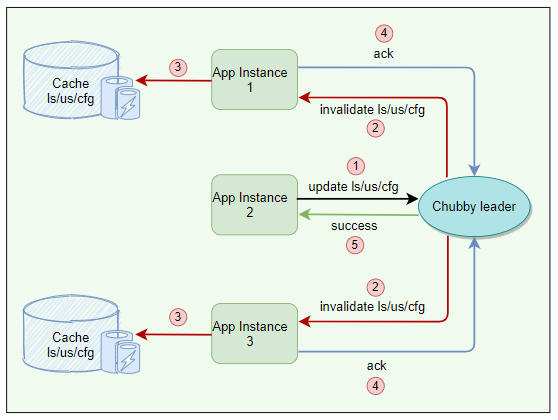 4
ack
3
App Instance
1
Cache
ls/us/cfg
invalidate ls/us/cfg
2
1
App Instance
2
update ls/us/cfg
Chubby leader
success
5
2
invalidate ls/us/cfg
3
App Instance
3
Cache
ls/us/cfg
ack
4